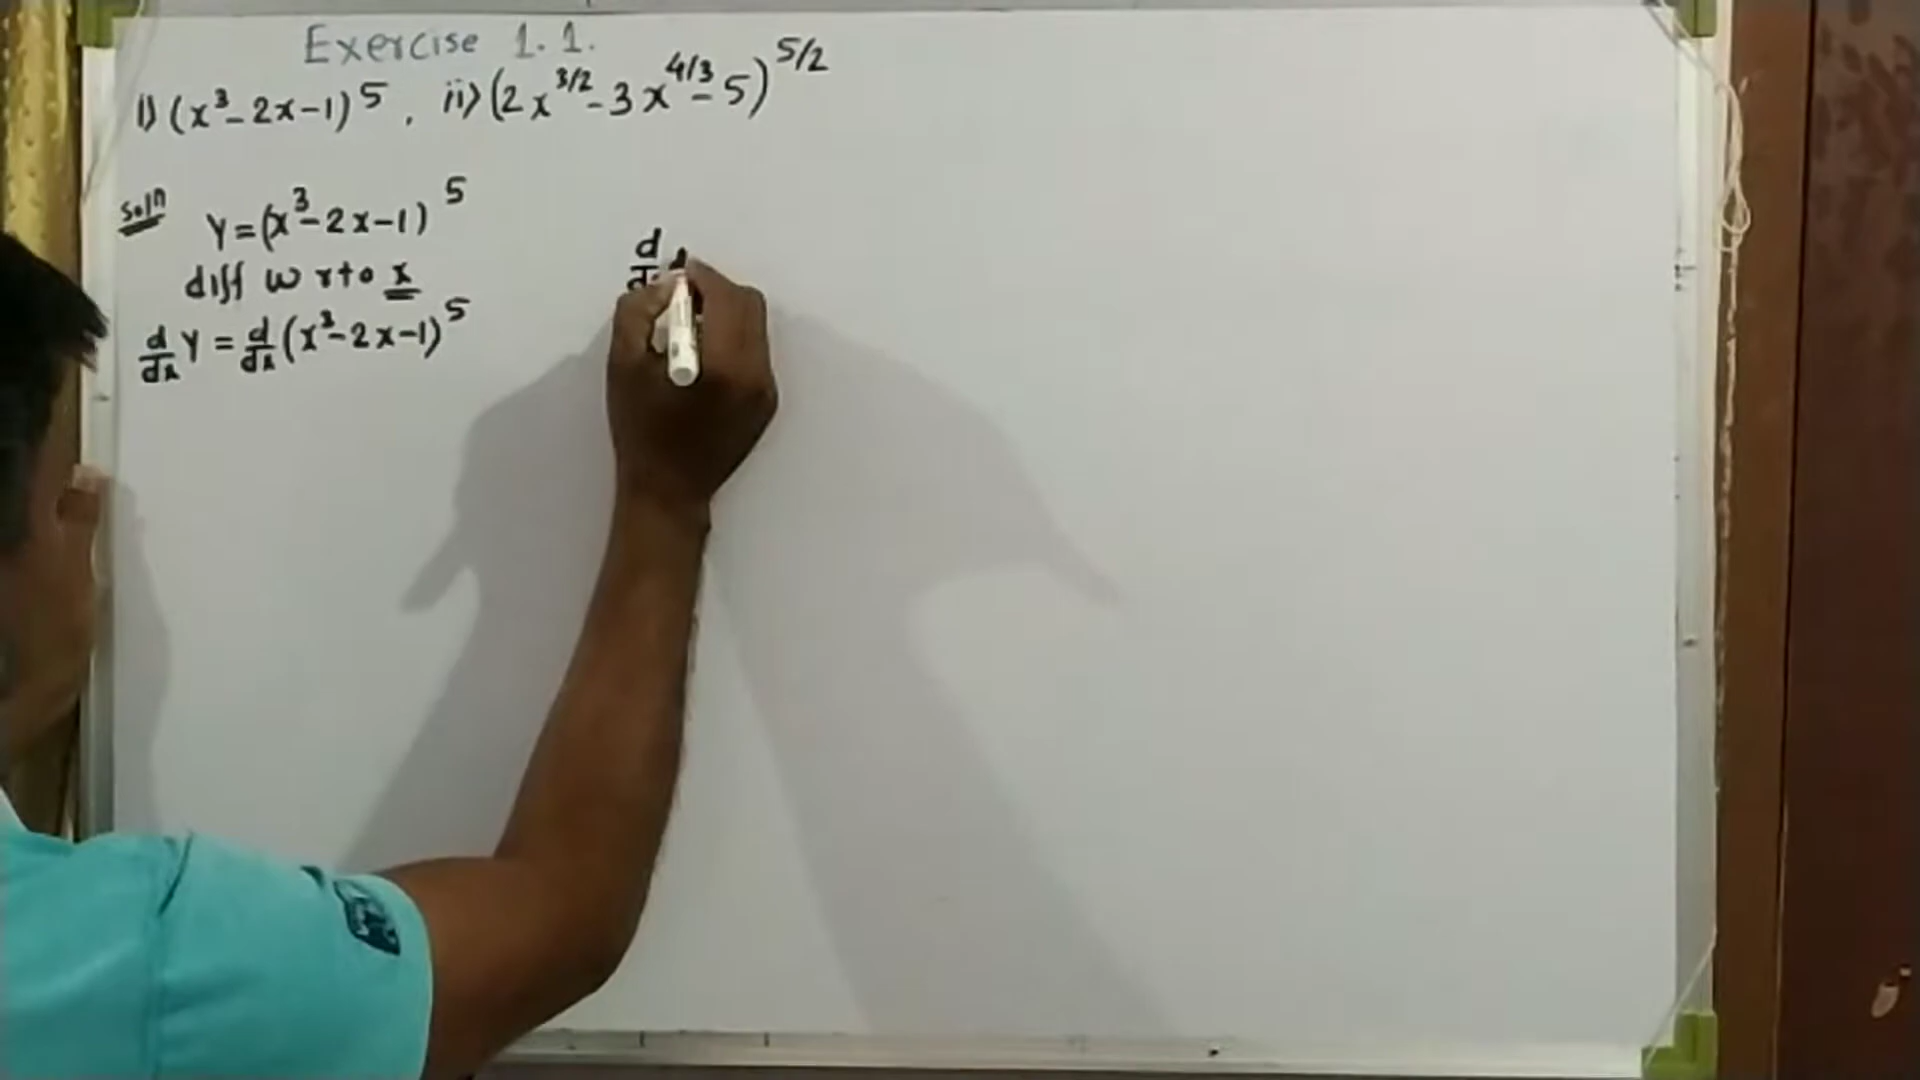 Exercise 1.1.
i) (x³-2x-1)⁵, ii) (2x^3/2-3x^4/3-5)^5/2
Soln Y=(x³-2x-1)⁵
diff w r to x
d/dx Y = d/dx (x³-2x-1)⁵
d